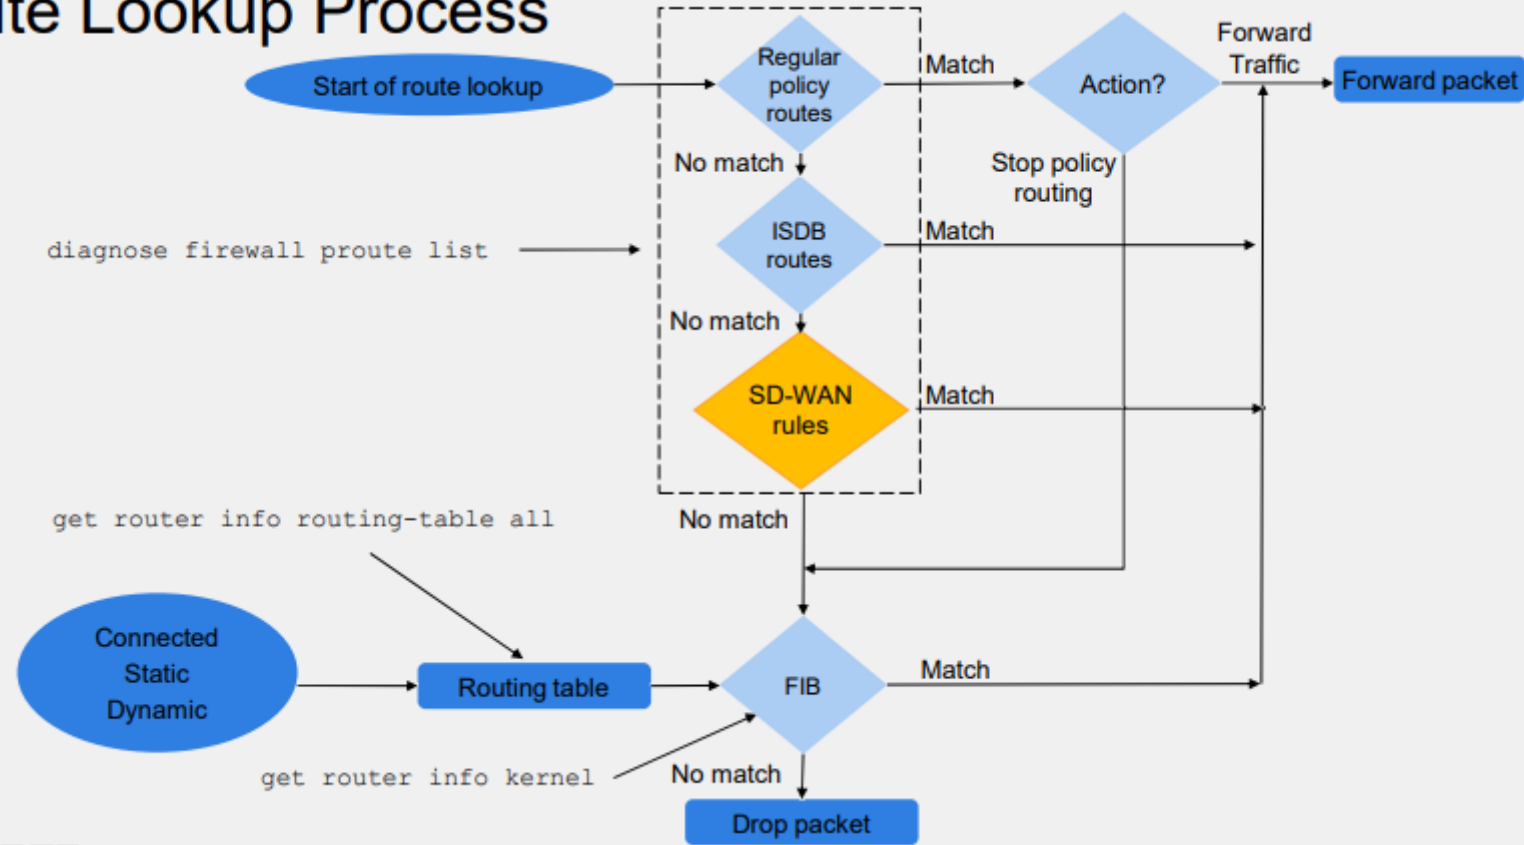 te Lookup Process
Start of route lookup
Regular
policy
routes
Match
Action?
Forward
Traffic
Forward packet
No match
Stop policy
routing
diagnose firewall proute list
ISDB
routes
Match
No match
SD-WAN
rules
Match
get router info routing-table all
No match
Connected
Static
Dynamic
Routing table
FIB
Match
get router info kernel
No match
Drop packet